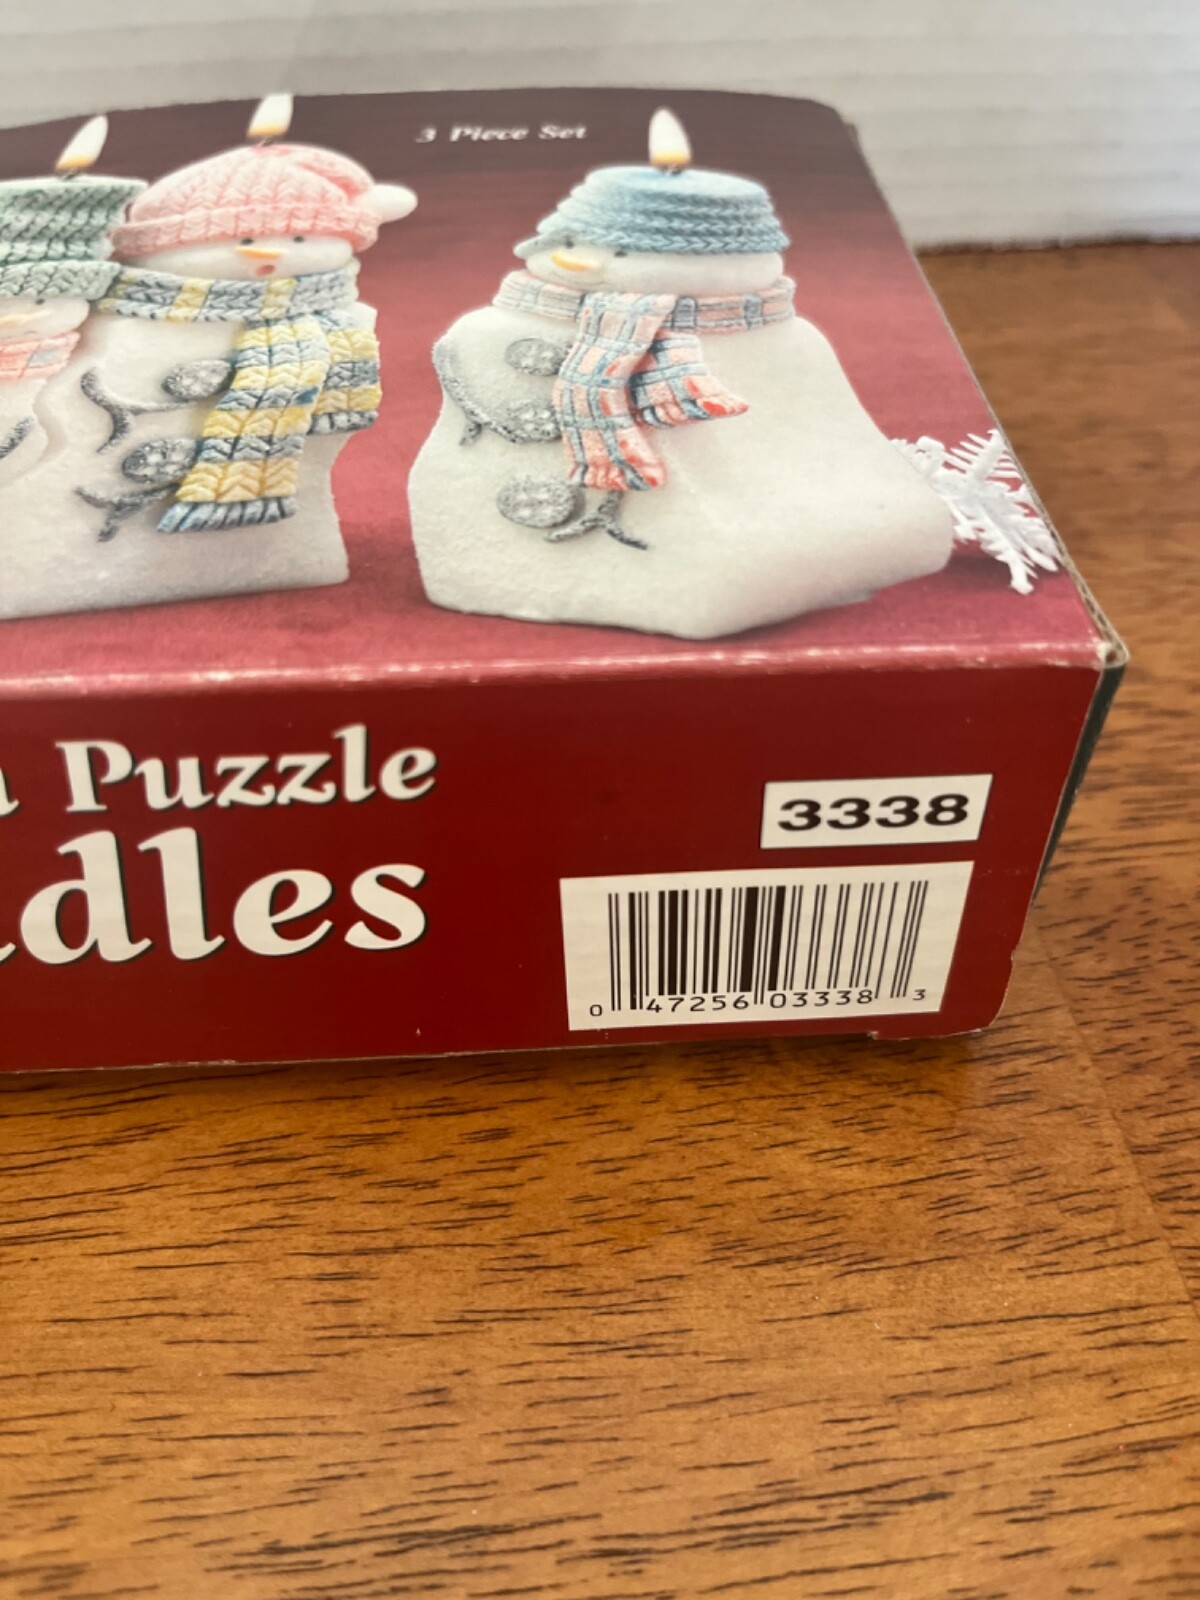 3 Piece Set
Puzzle
dles
3338
0 47256 03338 3